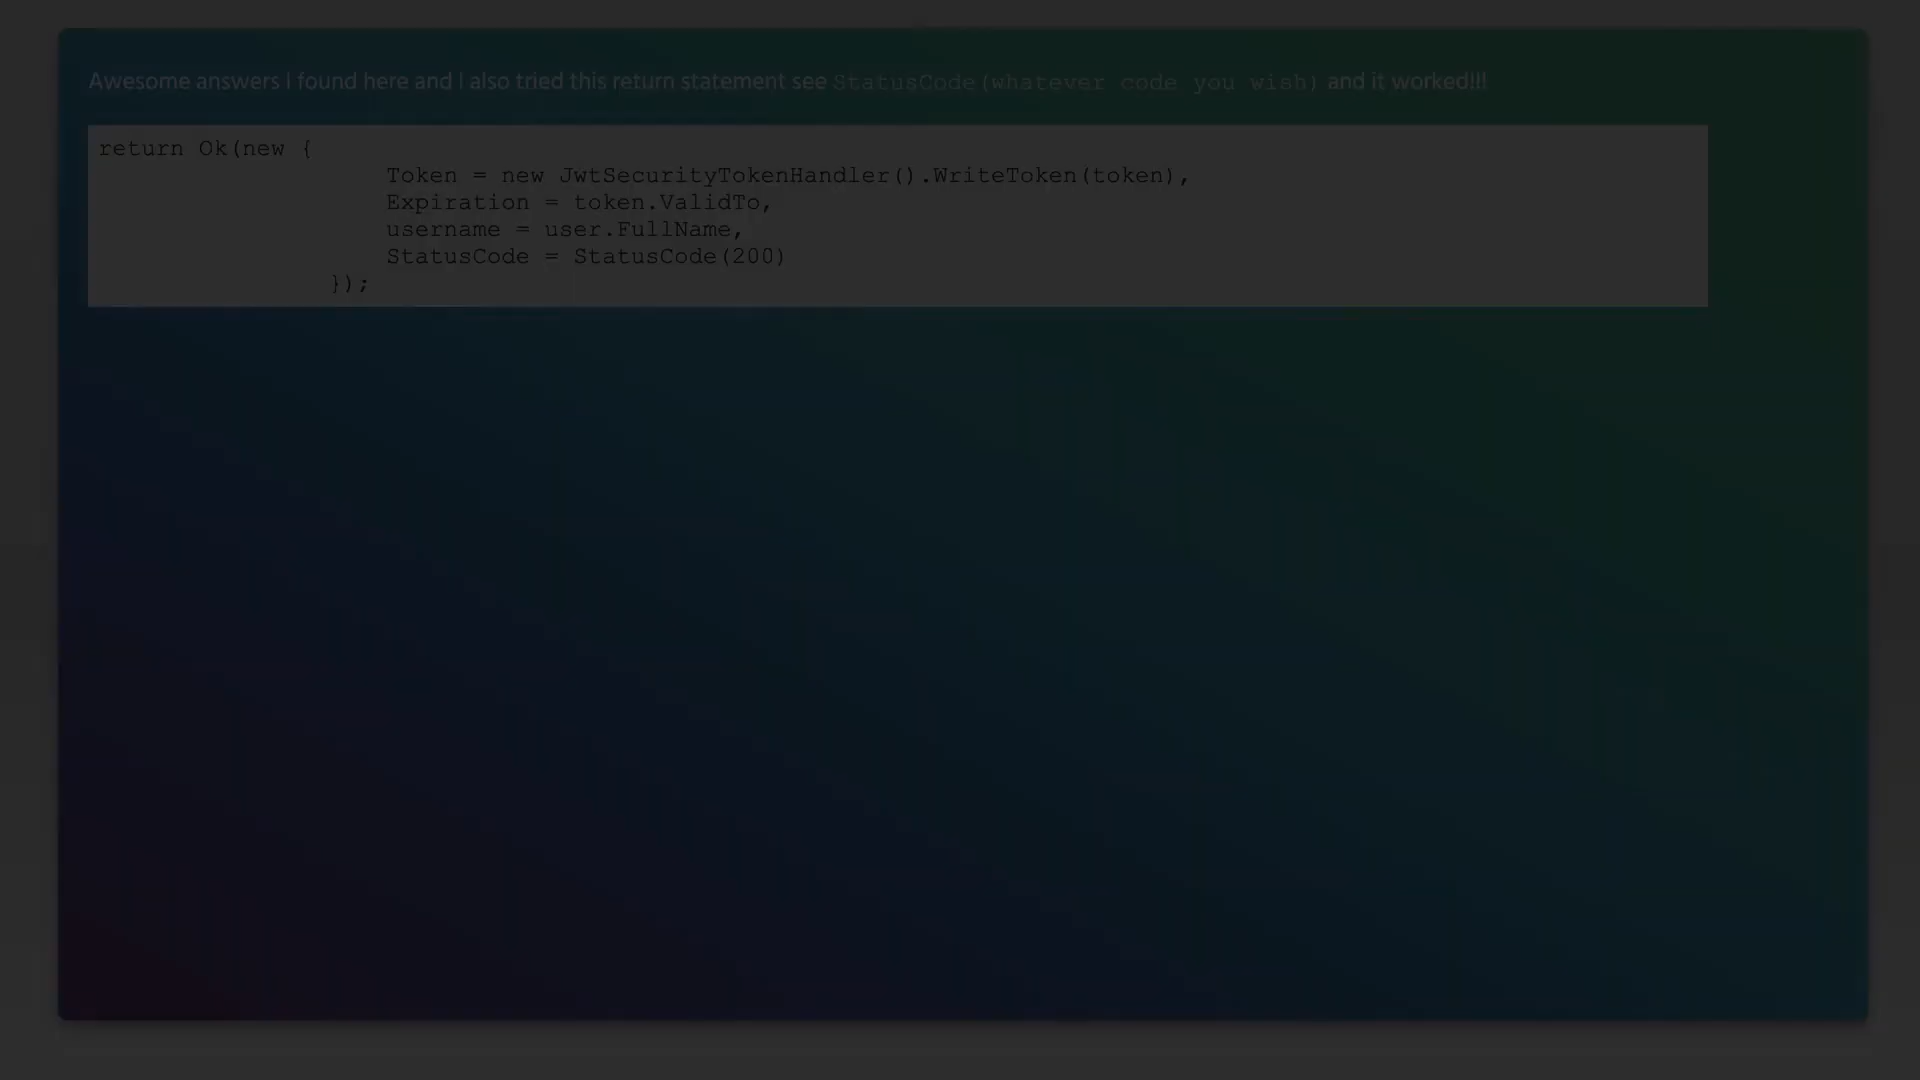 Awesome answers i found here and i also tried this return statement see StatusCode(whatever code you wish) and it worked!!!
return Ok(new {
Token = new JwtSecurityTokenHandler().WriteToken(token),
Expiration = token.ValidTo,
username = user.FullName,
StatusCode = StatusCode(200)
});